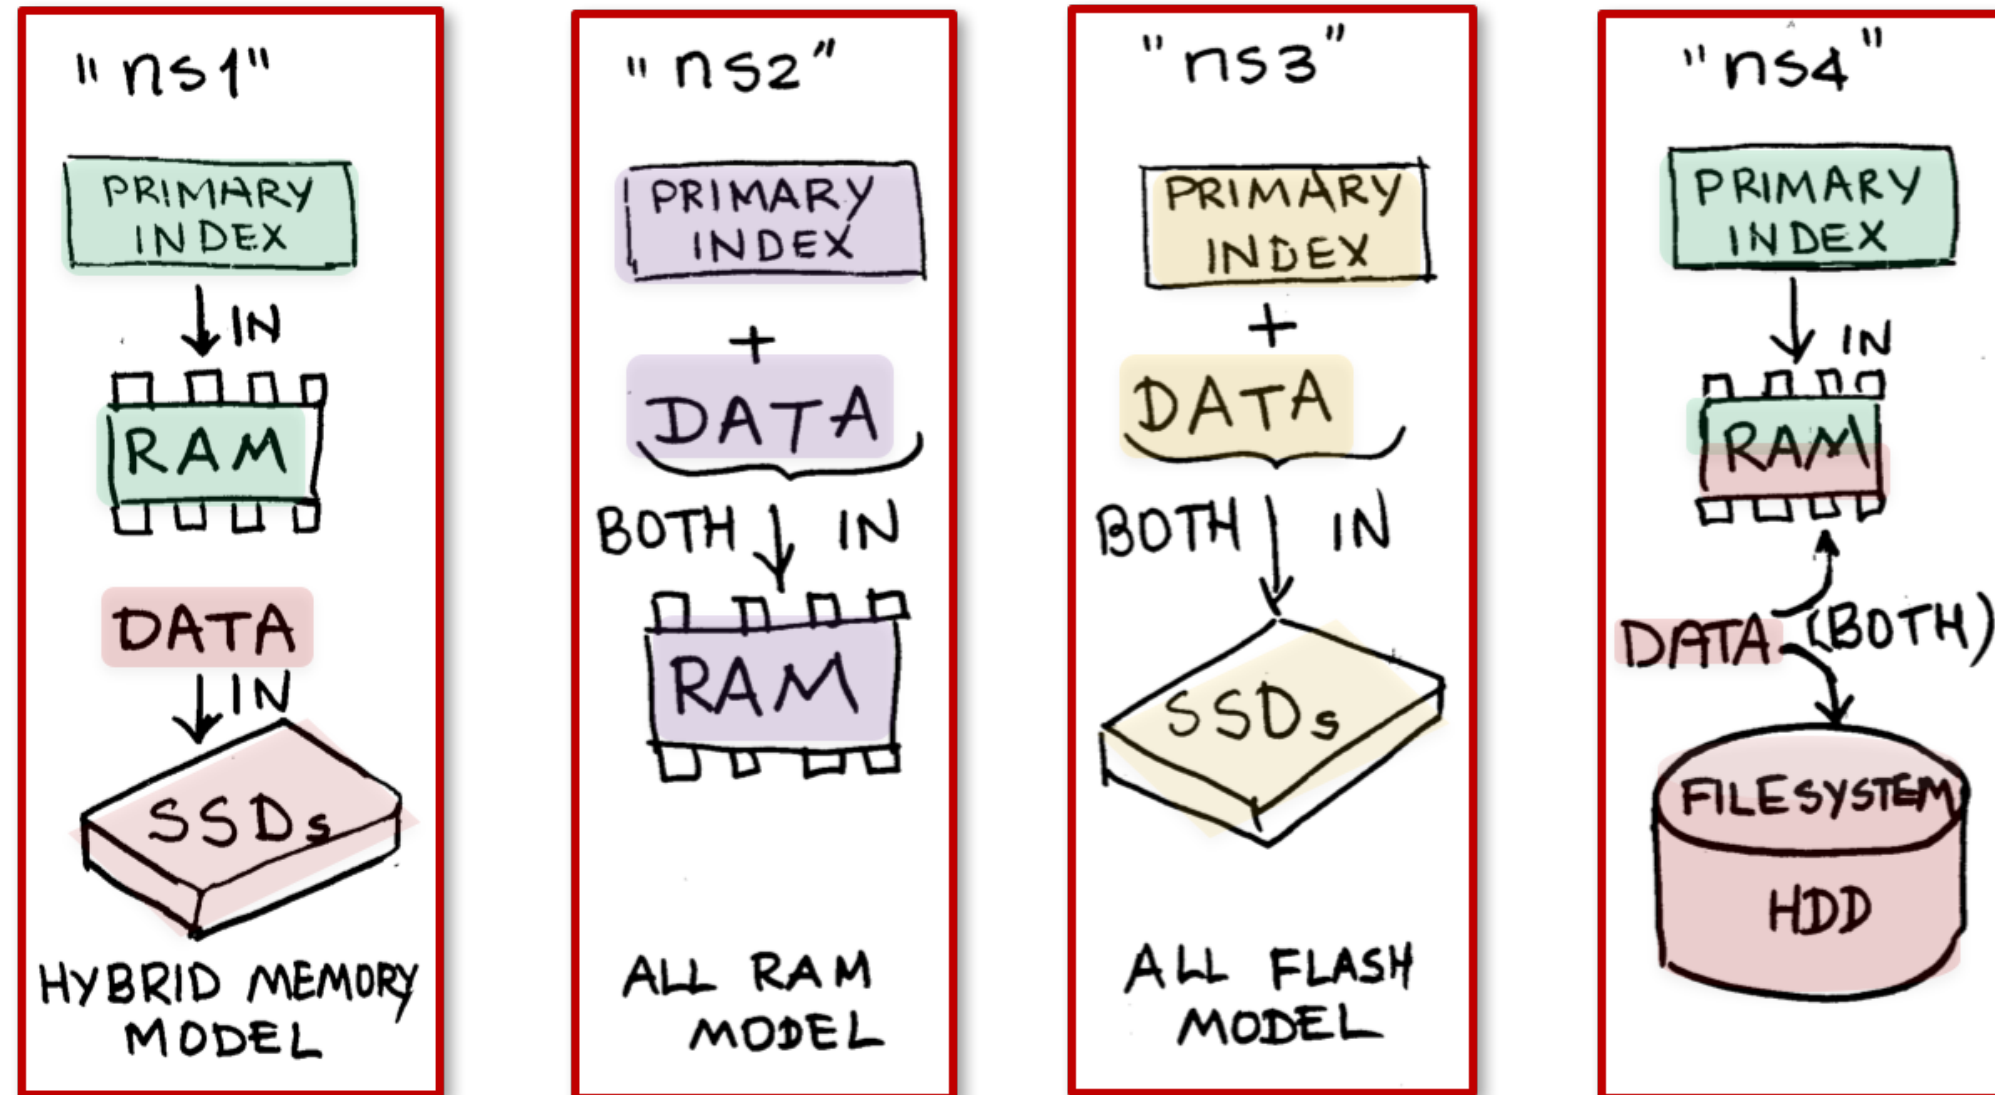 "ns1"
PRIMARY
INDEX
IN
RAM
DATA
IN
SSDs
HYBRID MEMORY
MODEL
"ns2"
PRIMARY
INDEX
+
DATA
BOTH IN
RAM
ALL RAM
MODEL
"ns3"
PRIMARY
INDEX
+
DATA
BOTH IN
SSDs
ALL FLASH
MODEL
"ns4"
PRIMARY
INDEX
IN
RAM
DATA (BOTH)
FILESYSTEM
HDD